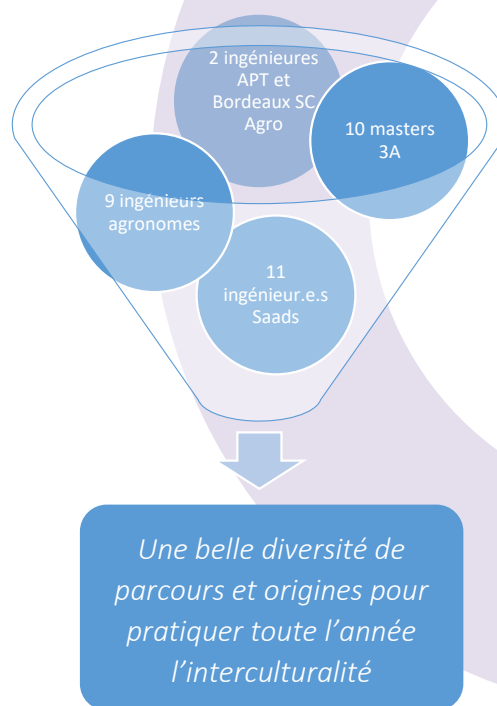 2 ingénieures
APT et
Bordeaux SC
Agro
10 masters
3A
9 ingénieurs
agronomes
11
ingénieur.e.s
Saads
Une belle diversité de
parcours et origines pour
pratiquer toute l’année
l’interculturalité